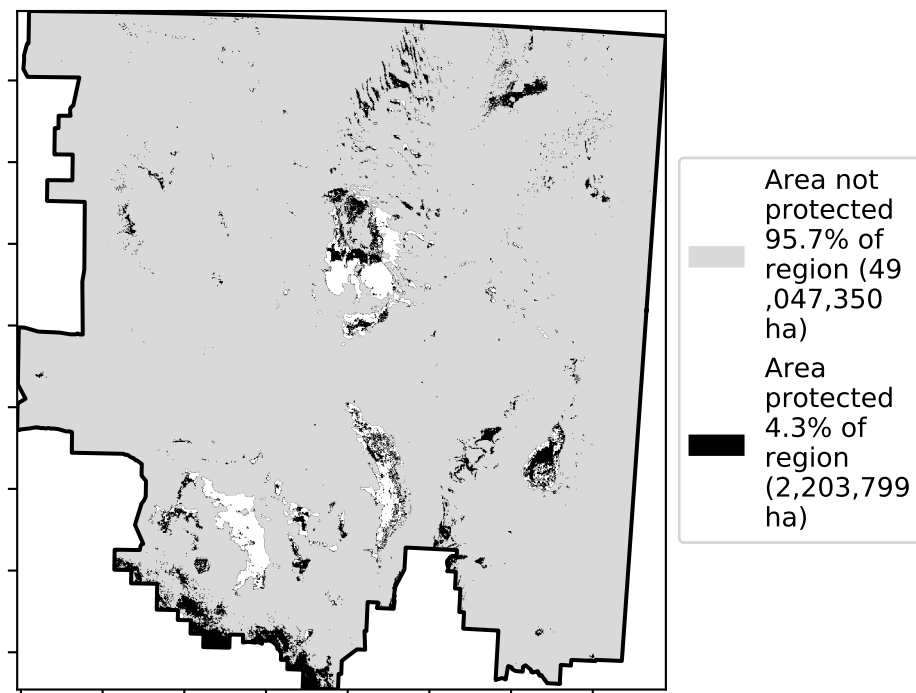 Area not
protected
95.7% of
region (49
,047,350
ha)
Area
protected
4.3% of
region
(2,203,799
ha)